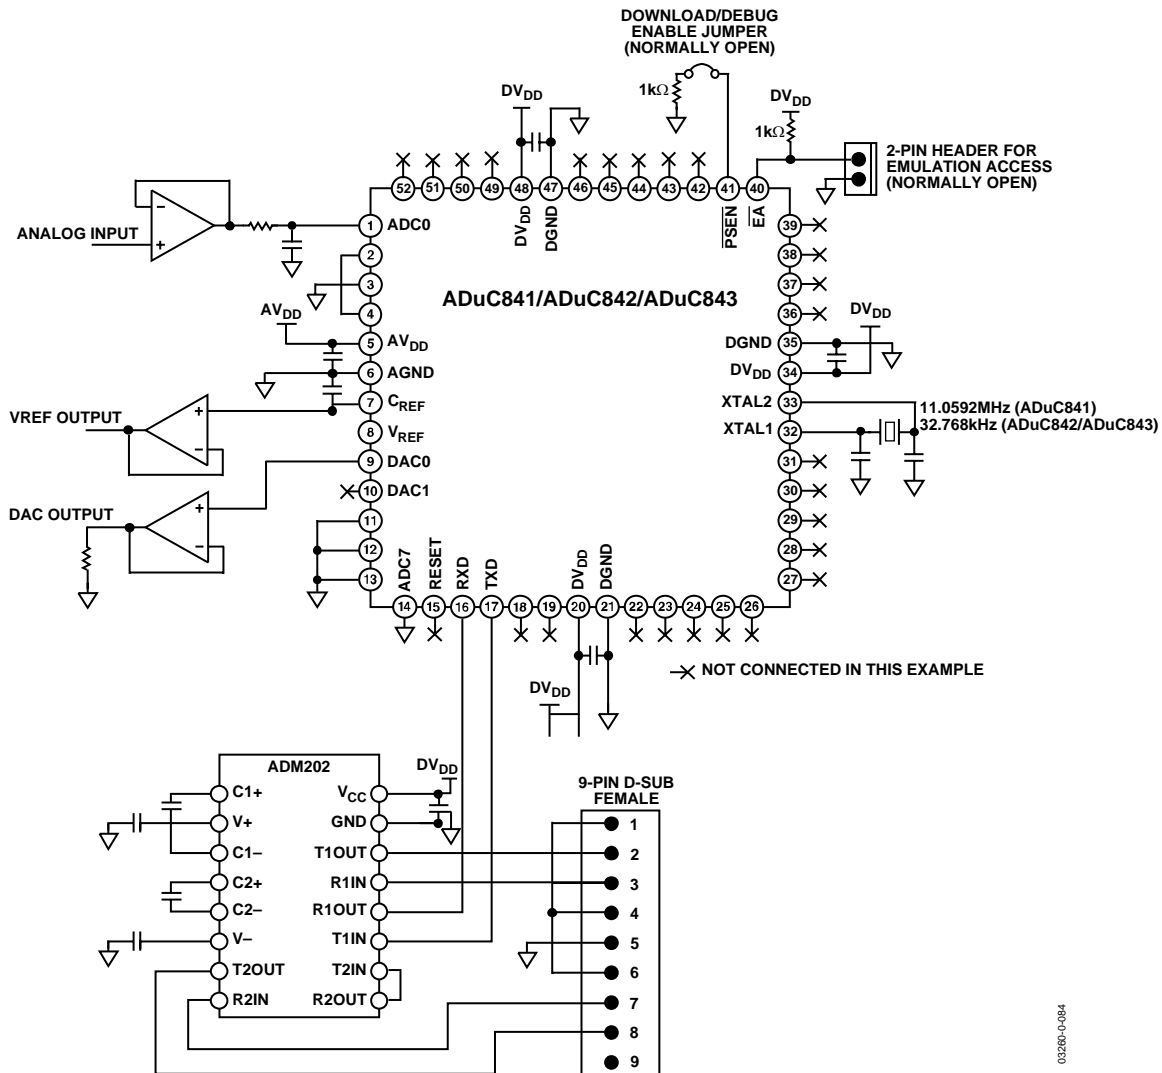 DOWNLOAD/DEBUG
ENABLE JUMPER
(NORMALLY OPEN)
1kΩ
DVDD
1kΩ
2-PIN HEADER FOR
EMULATION ACCESS
(NORMALLY OPEN)
DVDD
52 51 50 49 48 47 46 45 44 43 42 41 40
DVDD
DGND
PSEN
EA
ANALOG INPUT
1 ADC0
2
3
4
ADuC841/ADuC842/ADuC843
39
38
37
36
AVDD
5 AVDD
6 AGND
7 CREF
8 VREF
9 DAC0
10 DAC1
11
12
13
VREF OUTPUT
DAC OUTPUT
DVDD
DGND 35
DVDD 34
XTAL2 33
XTAL1 32
11.0592MHz (ADuC841)
32.768kHz (ADuC842/ADuC843)
31
30
29
28
27
ADC7
RESET
RXD
TXD
DVDD
DGND
14 15 16 17 18 19 20 21 22 23 24 25 26
NOT CONNECTED IN THIS EXAMPLE
DVDD
ADM202
DVDD
C1+
V+
C1–
C2+
C2–
V–
T2OUT
R2IN
VCC
GND
T1OUT
R1IN
R1OUT
T1IN
T2IN
R2OUT
9-PIN D-SUB
FEMALE
1
2
3
4
5
6
7
8
9
03260-0-084